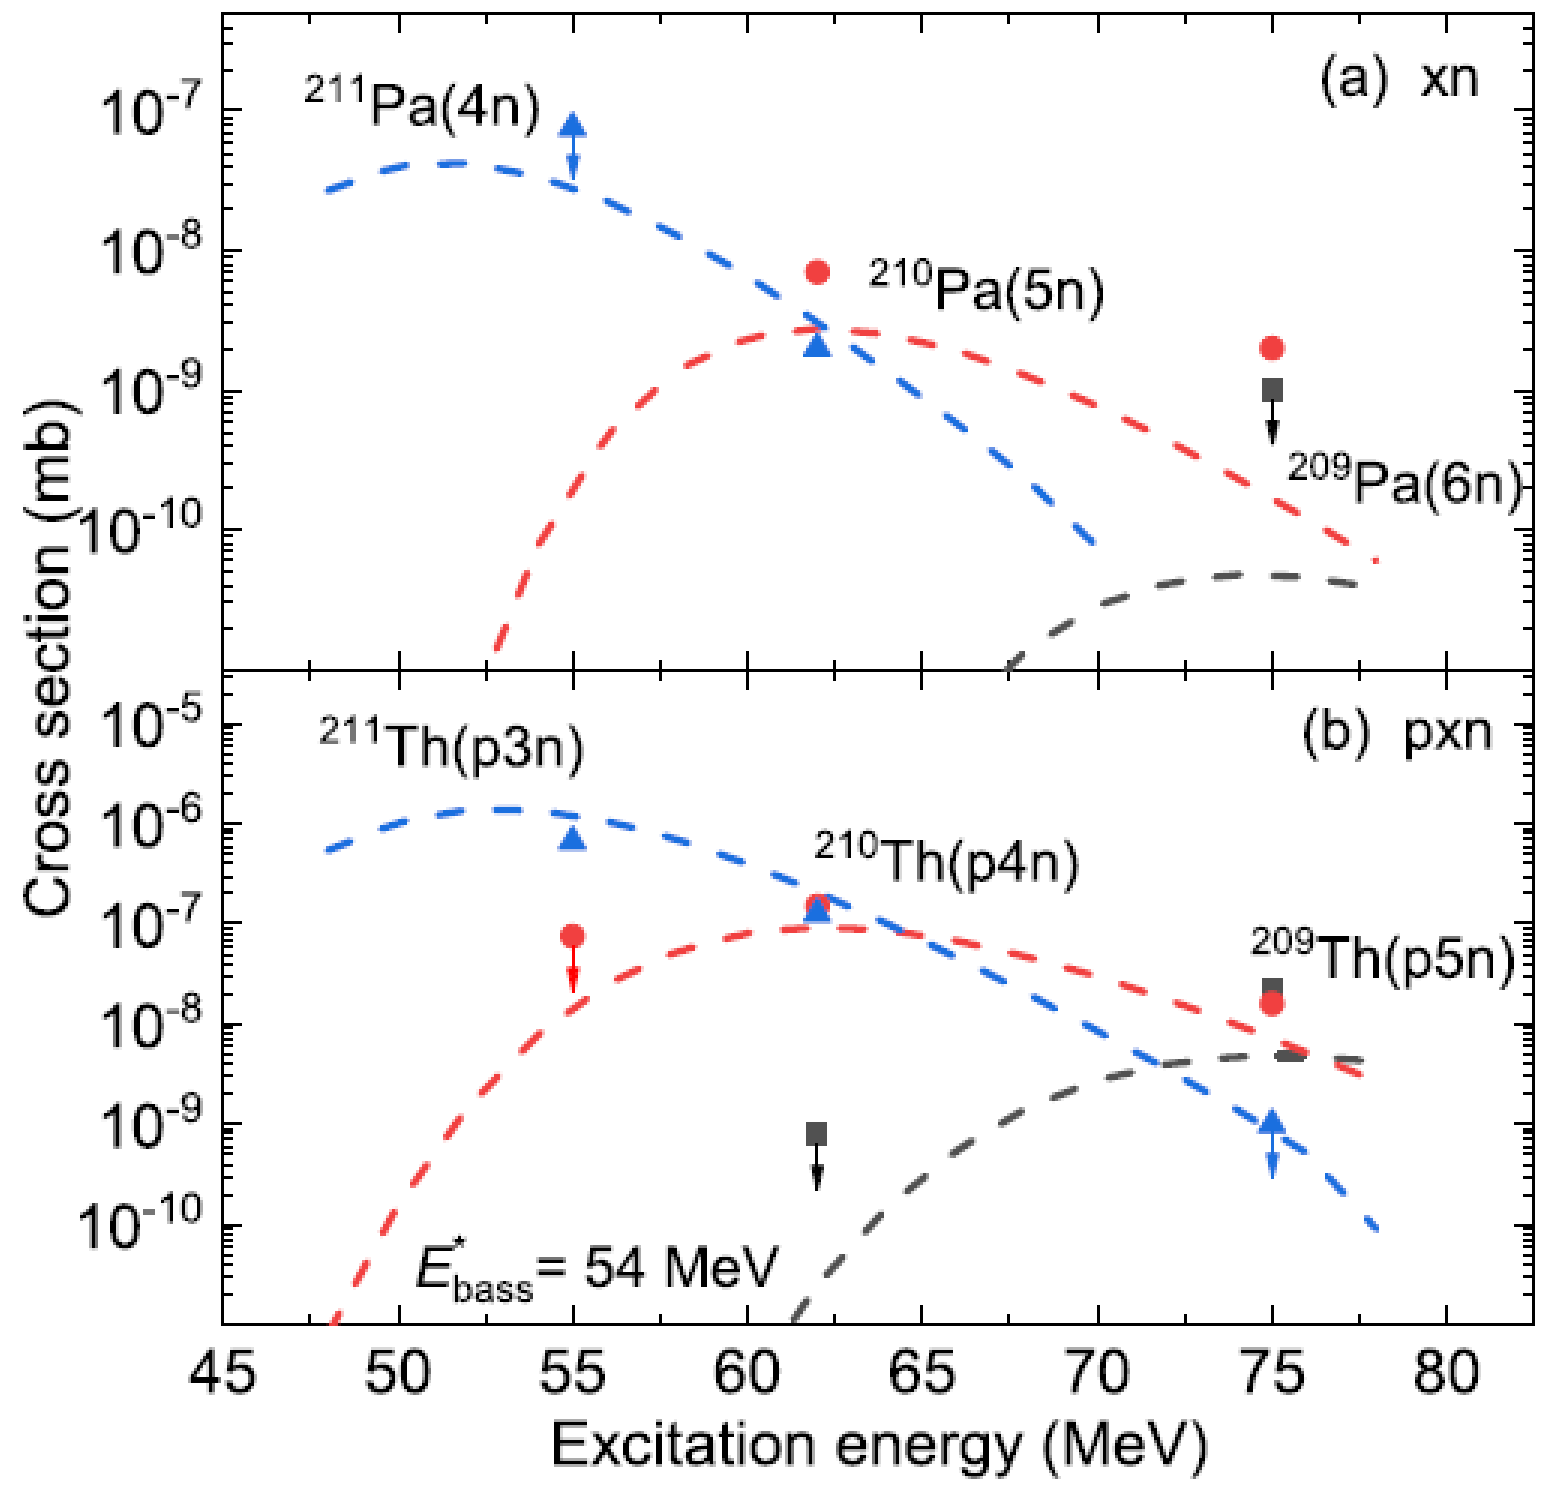 (a) xn
²¹¹Pa(4n)
10⁻⁷
10⁻⁸
²¹⁰Pa(5n)
10⁻⁹
²⁰⁹Pa(6n)
10⁻¹⁰
Cross section (mb)
(b) pxn
²¹¹Th(p3n)
10⁻⁵
10⁻⁶
²¹⁰Th(p4n)
10⁻⁷
²⁰⁹Th(p5n)
10⁻⁸
10⁻⁹
10⁻¹⁰
E*bass= 54 MeV
45 50 55 60 65 70 75 80
Excitation energy (MeV)